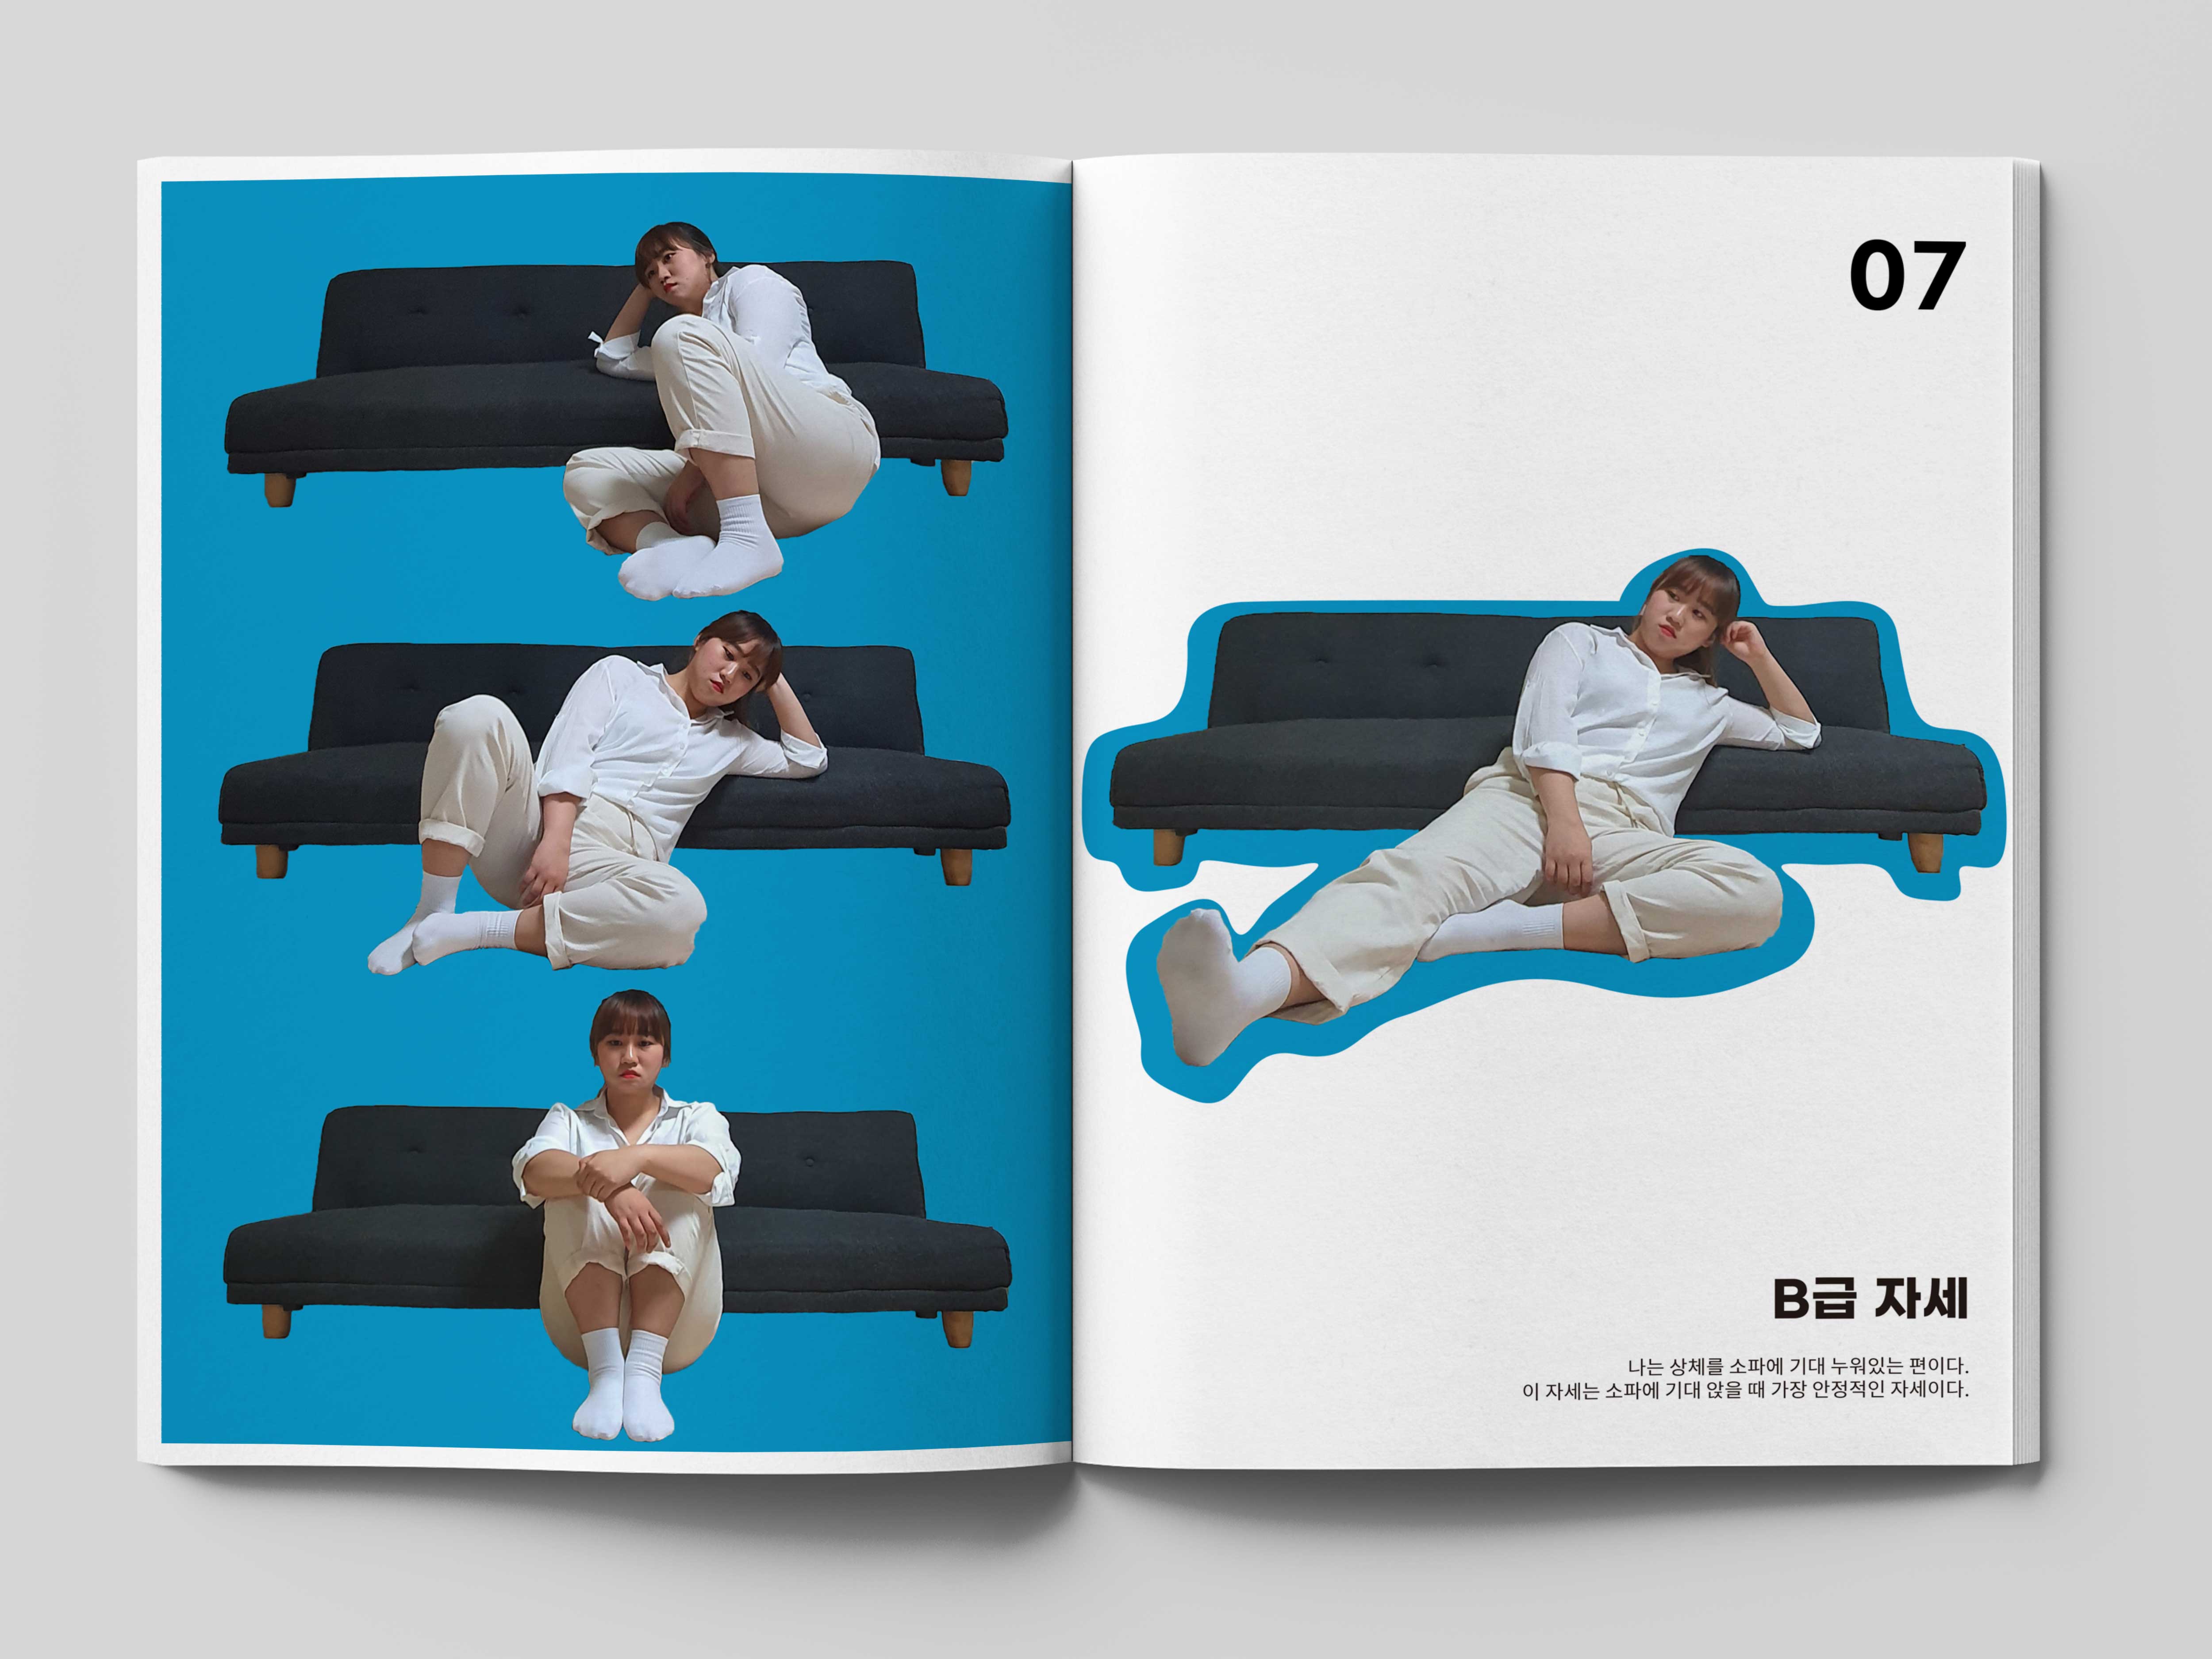 07
B급 자세
나는 상체를 소파에 기대 누워있는 편이다.
이 자세는 소파에 기대 앉을 때 가장 안정적인 자세이다.